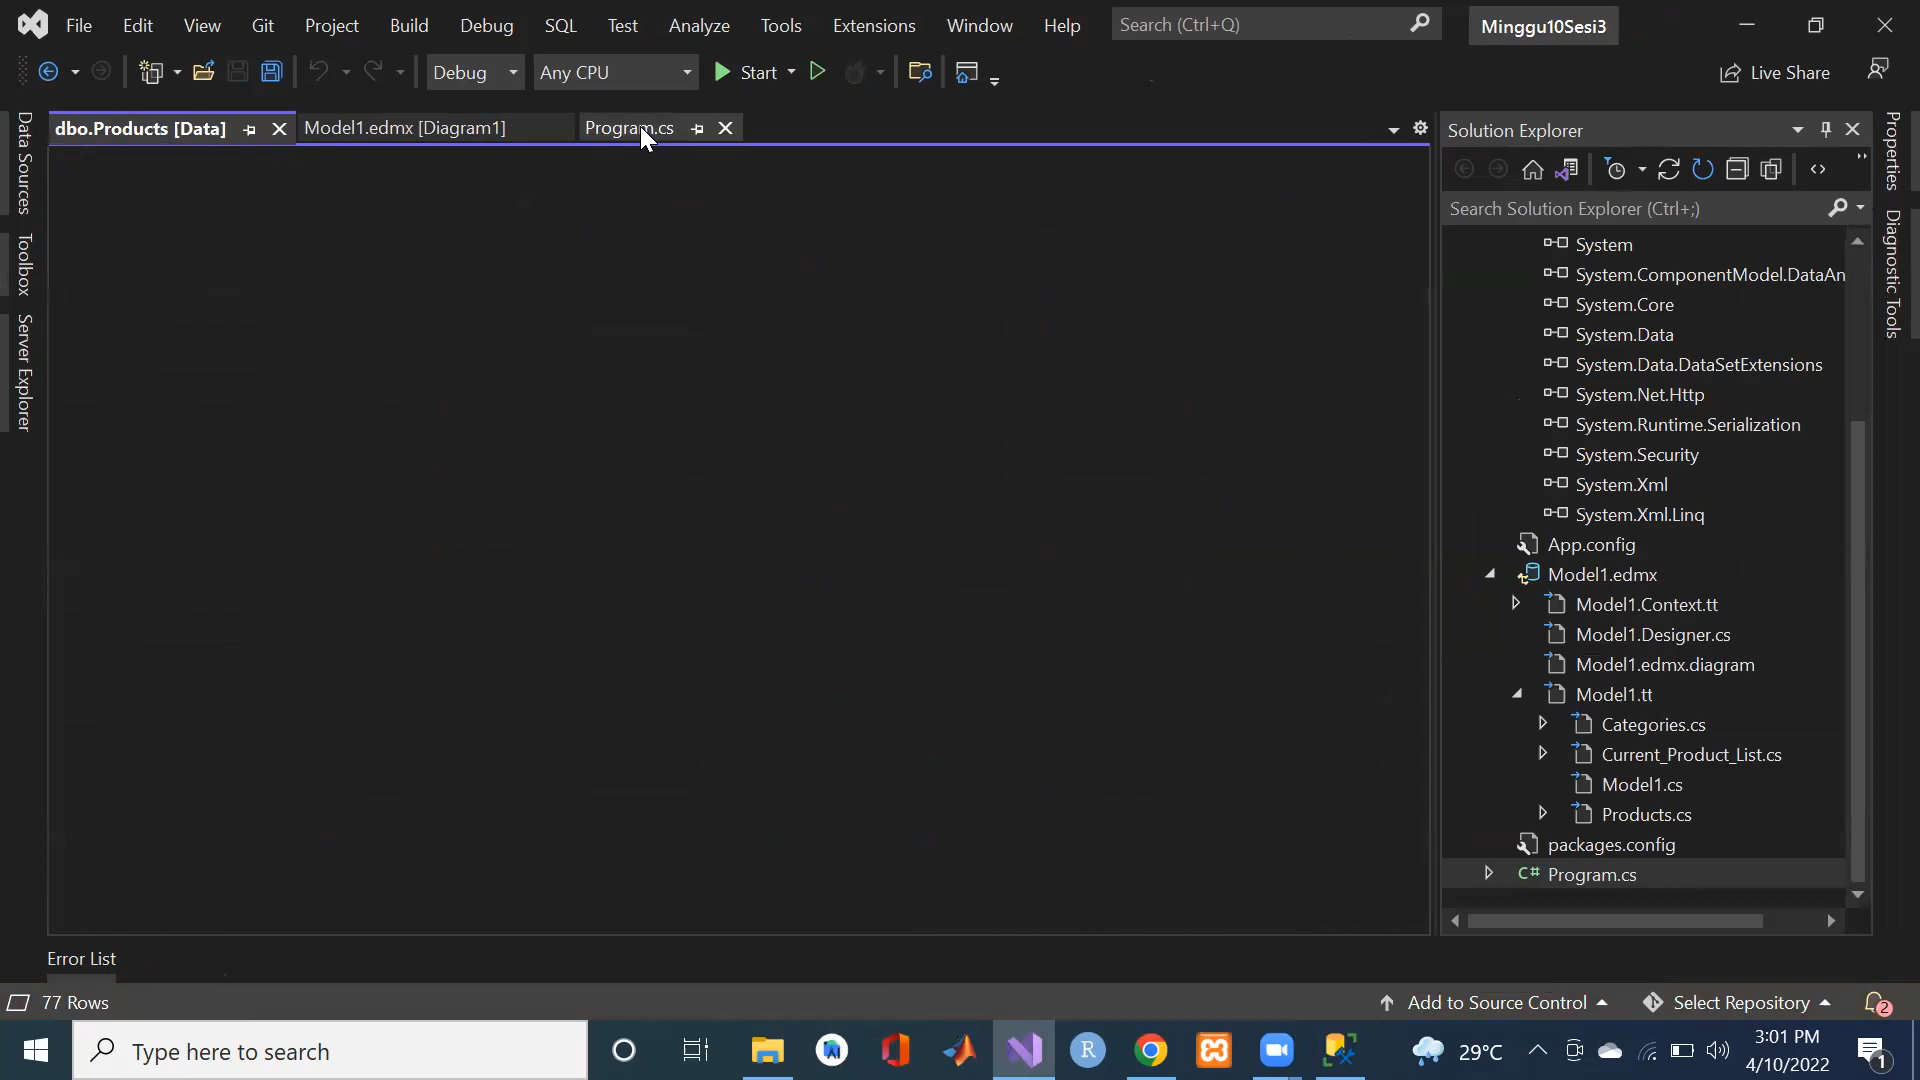 File Edit View Git Project Build Debug SQL Test Analyze Tools Extensions Window Help Search (Ctrl+Q) Minggu10Sesi3
Debug Any CPU Start Live Share
dbo.Products [Data] Model1.edmx [Diagram1] Program.cs
Data Sources
Toolbox
Server Explorer
Solution Explorer
Search Solution Explorer (Ctrl+;)
System
System.ComponentModel.DataAn
System.Core
System.Data
System.Data.DataSetExtensions
System.Net.Http
System.Runtime.Serialization
System.Security
System.Xml
System.Xml.Linq
App.config
Model1.edmx
Model1.Context.tt
Model1.Designer.cs
Model1.edmx.diagram
Model1.tt
Categories.cs
Current_Product_List.cs
Model1.cs
Products.cs
packages.config
C# Program.cs
Properties
Diagnostic Tools
Error List
77 Rows Add to Source Control Select Repository 2
Type here to search R 29°C 3:01 PM
4/10/2022 1